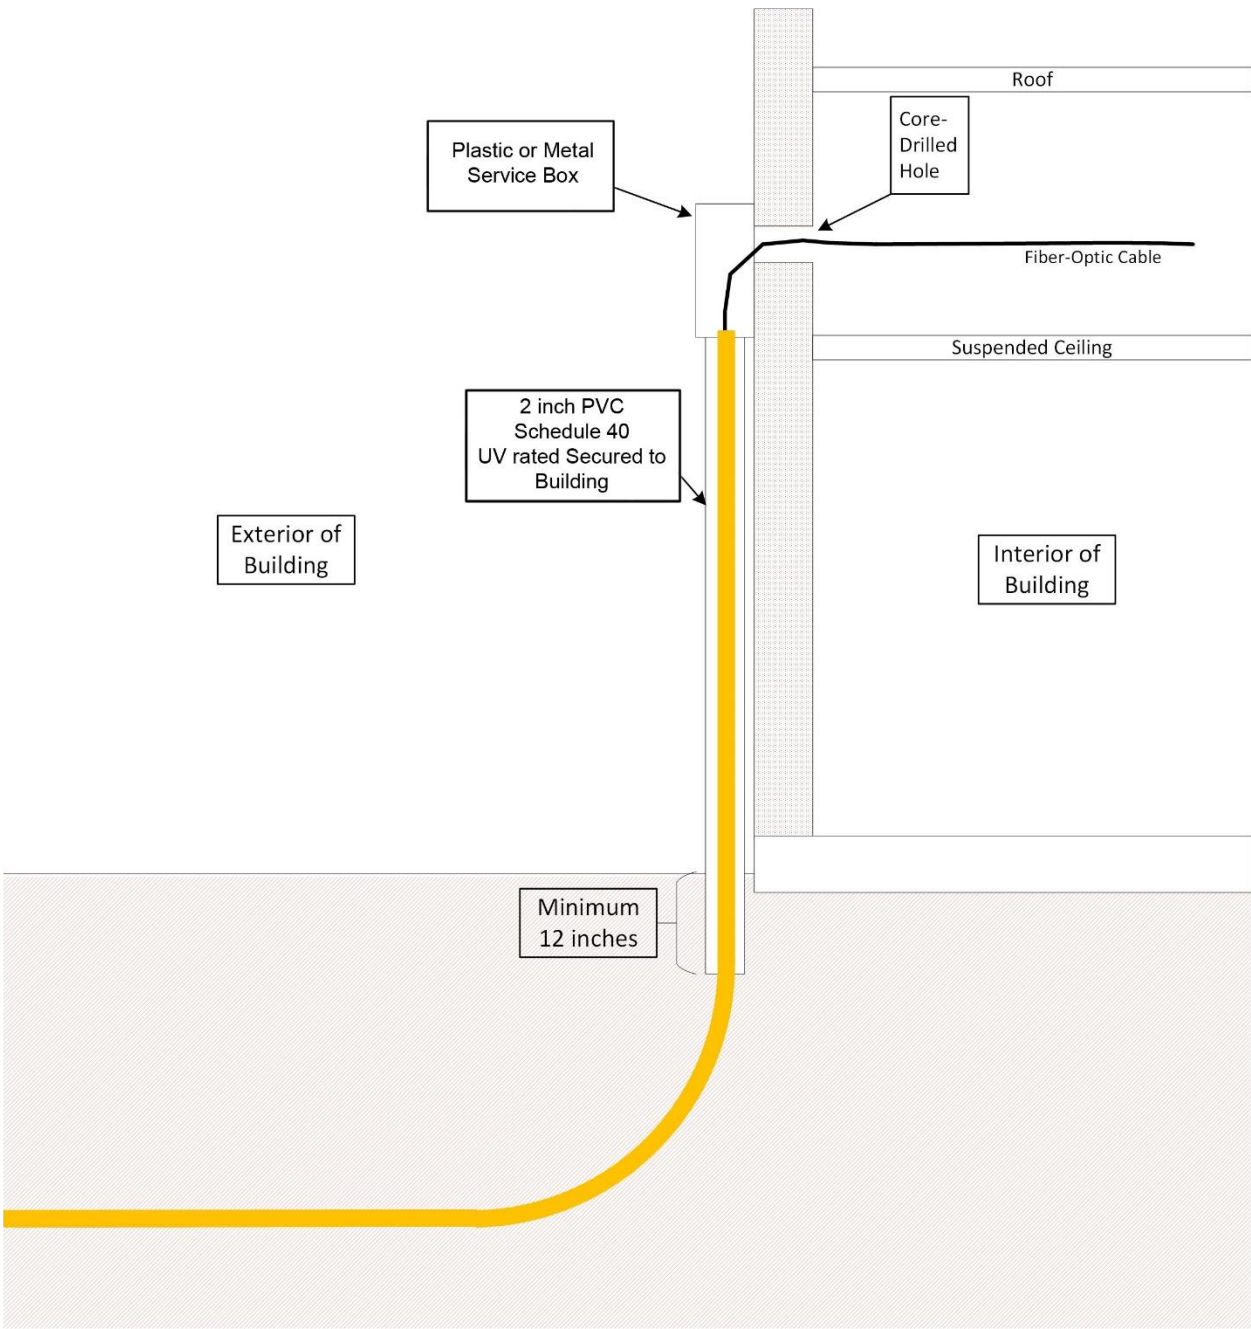 Roof
Core-
Drilled
Hole
Plastic or Metal
Service Box
Fiber-Optic Cable
Suspended Ceiling
2 inch PVC
Schedule 40
UV rated Secured to
Building
Exterior of
Building
Interior of
Building
Minimum
12 inches